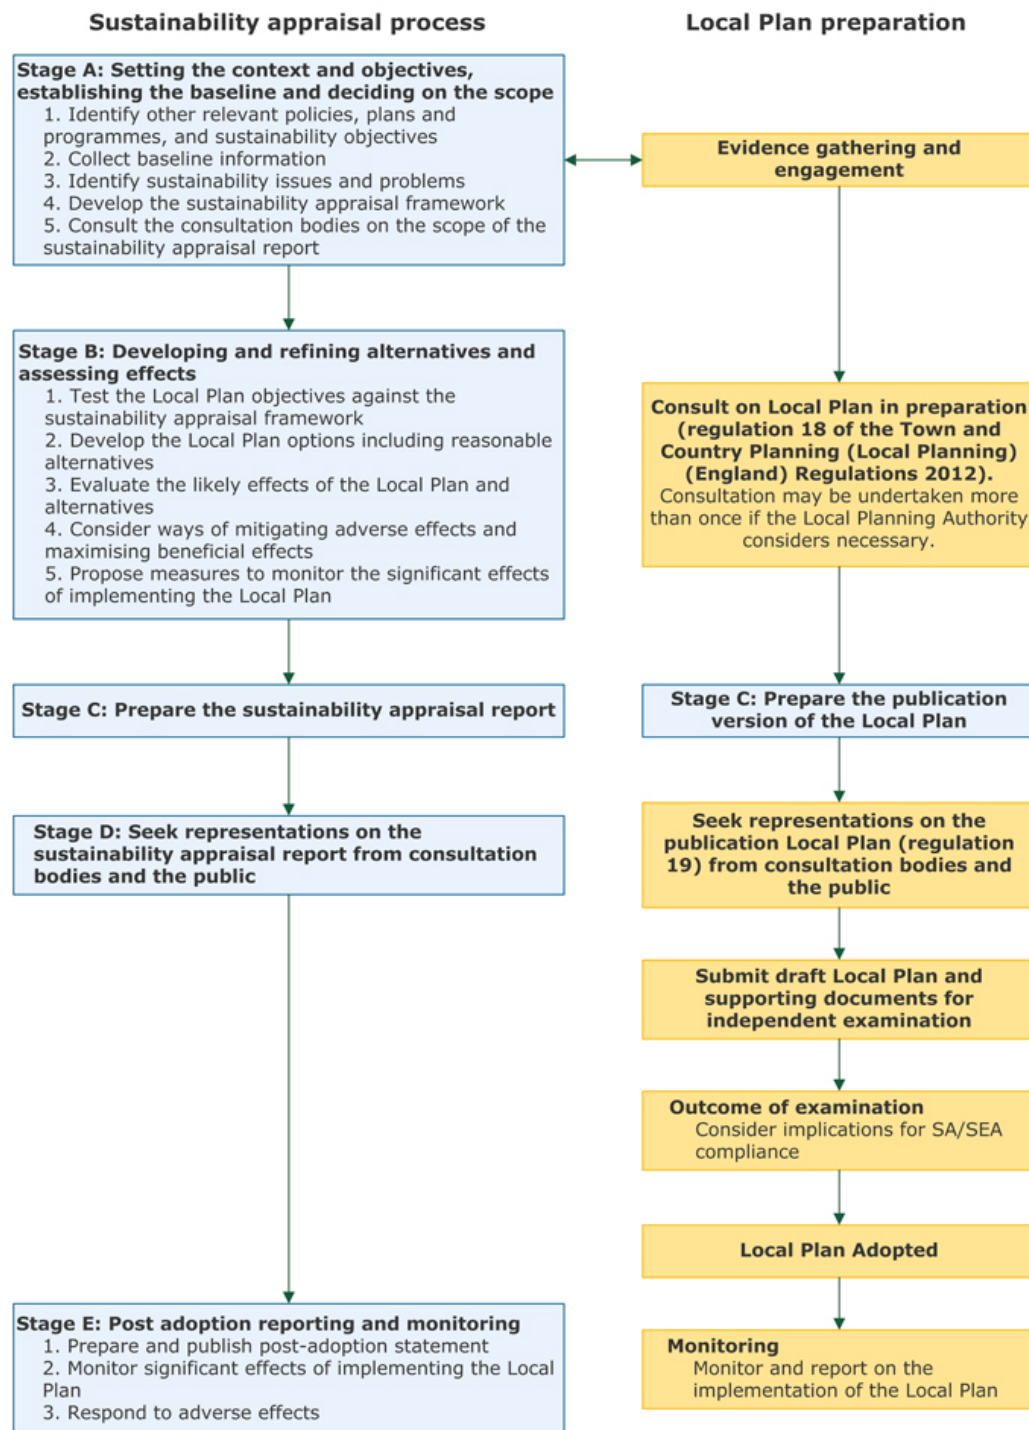 Sustainability appraisal process
Local Plan preparation
Stage A: Setting the context and objectives,
establishing the baseline and deciding on the scope
1. Identify other relevant policies, plans and
programmes, and sustainability objectives
2. Collect baseline information
3. Identify sustainability issues and problems
4. Develop the sustainability appraisal framework
5. Consult the consultation bodies on the scope of the
sustainability appraisal report
Evidence gathering and
engagement
Stage B: Developing and refining alternatives and
assessing effects
1. Test the Local Plan objectives against the
sustainability appraisal framework
2. Develop the Local Plan options including reasonable
alternatives
3. Evaluate the likely effects of the Local Plan and
alternatives
4. Consider ways of mitigating adverse effects and
maximising beneficial effects
5. Propose measures to monitor the significant effects
of implementing the Local Plan
Consult on Local Plan in preparation
(regulation 18 of the Town and
Country Planning (Local Planning)
(England) Regulations 2012).
Consultation may be undertaken more
than once if the Local Planning Authority
considers necessary.
Stage C: Prepare the sustainability appraisal report
Stage C: Prepare the publication
version of the Local Plan
Stage D: Seek representations on the
sustainability appraisal report from consultation
bodies and the public
Seek representations on the
publication Local Plan (regulation
19) from consultation bodies and
the public
Submit draft Local Plan and
supporting documents for
independent examination
Outcome of examination
Consider implications for SA/SEA
compliance
Local Plan Adopted
Stage E: Post adoption reporting and monitoring
1. Prepare and publish post-adoption statement
2. Monitor significant effects of implementing the Local
Plan
3. Respond to adverse effects
Monitoring
Monitor and report on the
implementation of the Local Plan